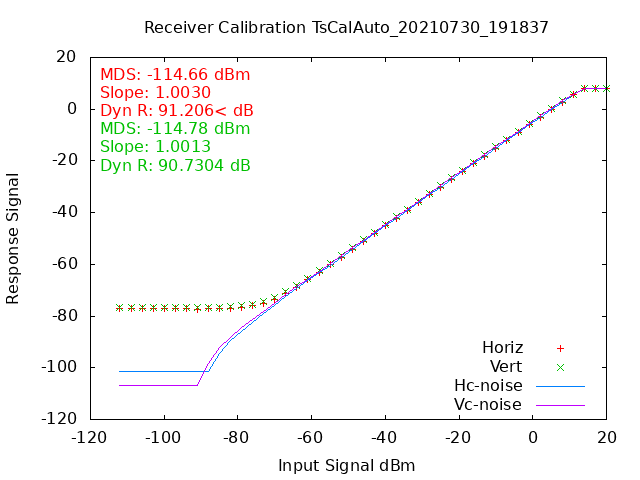 Receiver Calibration TsCalAuto_20210730_191837
MDS: -114.66 dBm
Slope: 1.0030
Dyn R: 91.206< dB
MDS: -114.78 dBm
Slope: 1.0013
Dyn R: 90.7304 dB
20
0
-20
-40
-60
-80
-100
-120
Response Signal
Horiz
Vert
Hc-noise
Vc-noise
-120 -100 -80 -60 -40 -20 0 20
Input Signal dBm